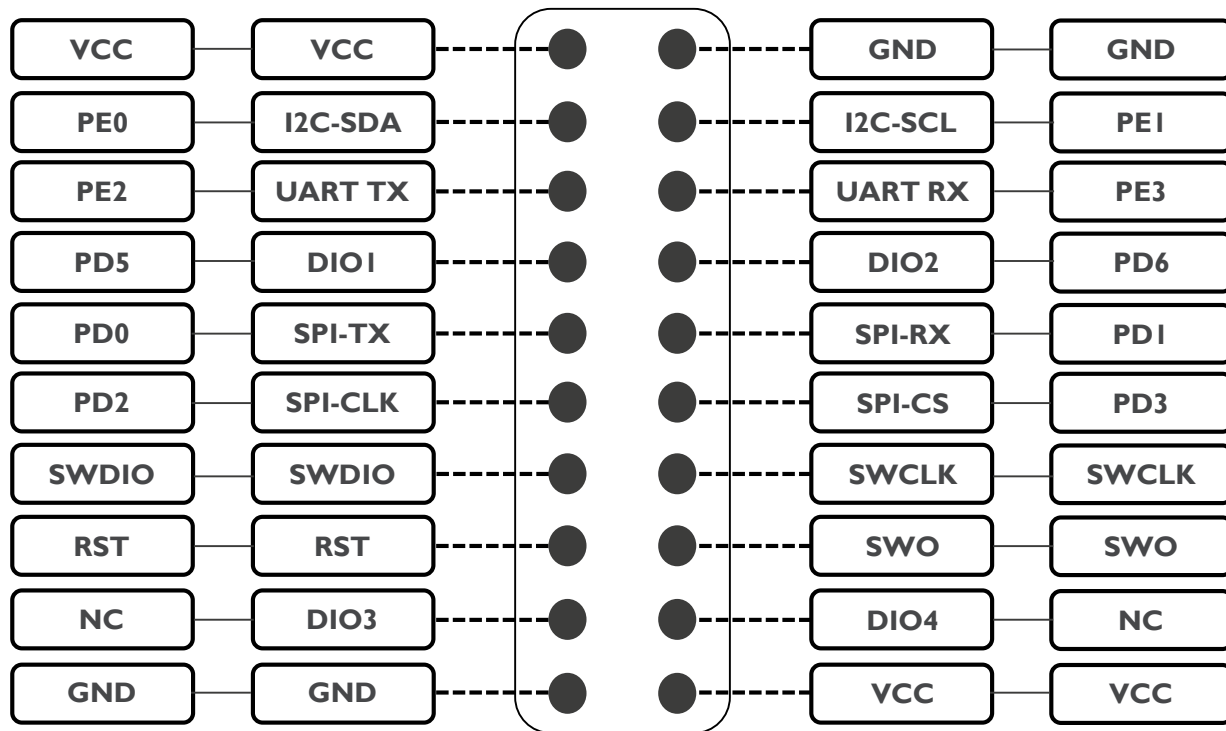 VCC VCC GND GND
PE0 I2C-SDA I2C-SCL PE1
PE2 UART TX UART RX PE3
PD5 DIO1 DIO2 PD6
PD0 SPI-TX SPI-RX PD1
PD2 SPI-CLK SPI-CS PD3
SWDIO SWDIO SWCLK SWCLK
RST RST SWO SWO
NC DIO3 DIO4 NC
GND GND VCC VCC